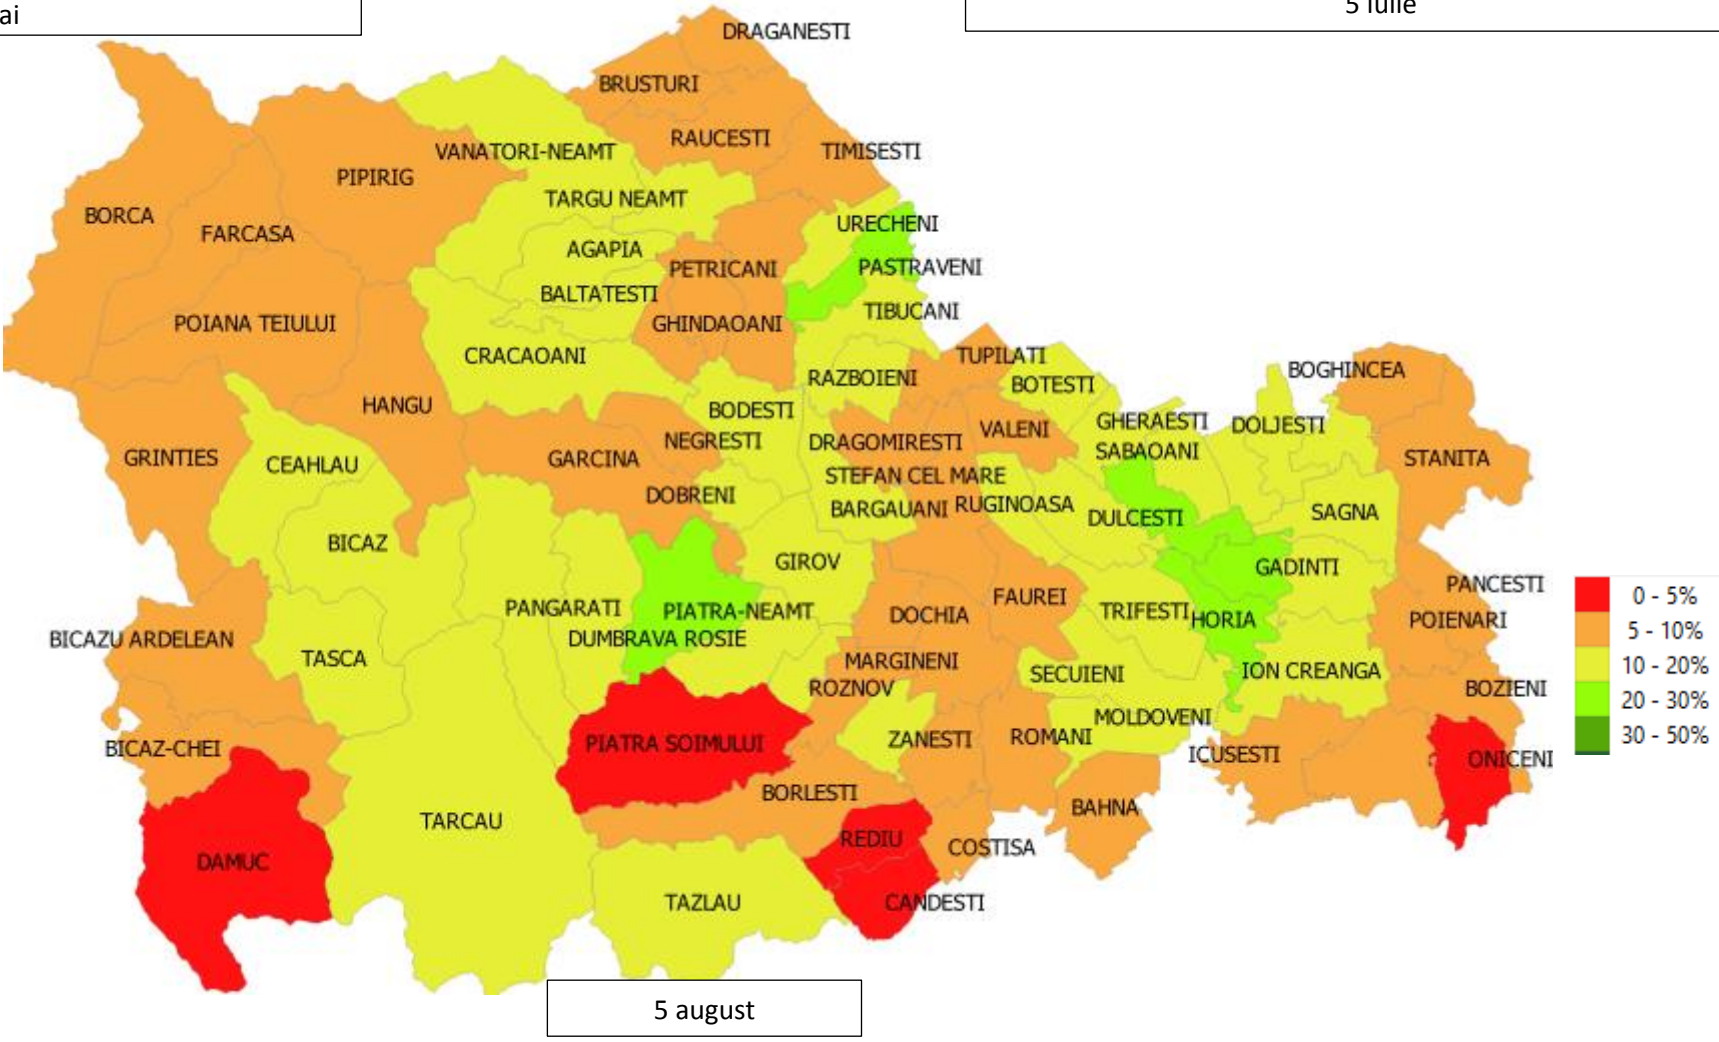 ai
5 iulie
DRAGANESTI
BRUSTURI
RAUCESTI
VANATORI-NEAMT
TIMISESTI
PIPIRIG
TARGU NEAMT
BORCA
URECHENI
FARCASA
AGAPIA
PETRICANI
PASTRAVENI
BALTATESTI
TIBUCANI
POIANA TEIULUI
GHINDAOANI
CRACAOANI
TUPILATI
RAZBOIENI
BOTESTI
BOGHINCEA
HANGU
BODESTI
GHERAESTI
DOLJESTI
NEGRESTI
DRAGOMIRESTI
VALENI
SABAOANI
GRINTIES
CEAHLAU
GARCINA
STANITA
STEFAN CEL MARE
DOBRENI
BARGAUANI
RUGINOASA
DULCESTI
SAGNA
BICAZ
GIROV
GADINTI
PANCESTI
0 - 5%
FAUREI
PANGARATI
PIATRA-NEAMT
DOCHIA
TRIFESTI
HORIA
POIENARI
5 - 10%
BICAZU ARDELEAN
DUMBRAVA ROSIE
TASCA
MARGINENI
SECUIENI
ION CREANGA
10 - 20%
ROZNOV
BOZIENI
20 - 30%
MOLDOVENI
BICAZ-CHEI
PIATRA SOIMULUI
ZANESTI
ROMANI
ICUSESTI
ONICENI
30 - 50%
BORLESTI
BAHNA
TARCAU
REDIU
COSTISA
DAMUC
TAZLAU
CANDESTI
5 august